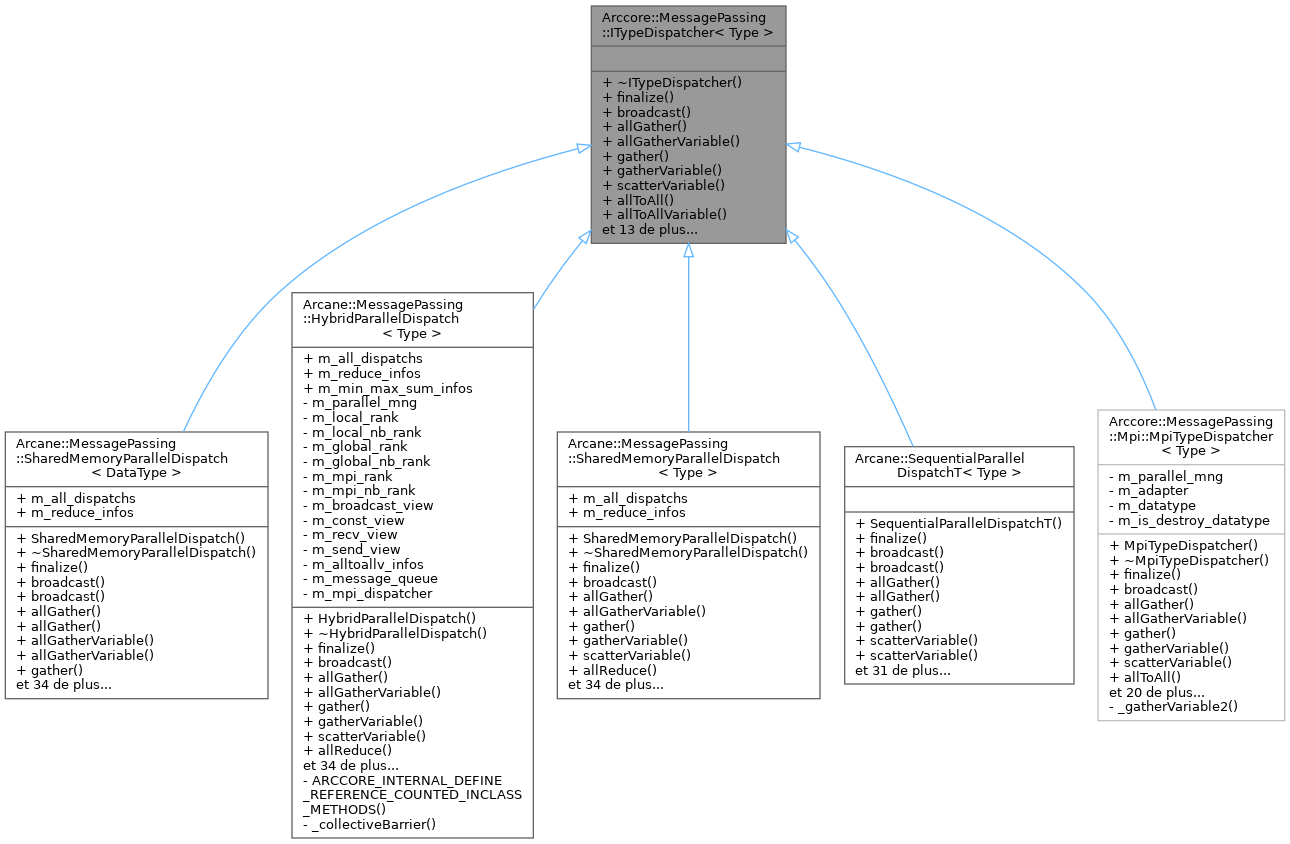 Arccore::MessagePassing
::ITypeDispatcher< Type >
+ ~ITypeDispatcher()
+ finalize()
+ broadcast()
+ allGather()
+ allGatherVariable()
+ gather()
+ gatherVariable()
+ scatterVariable()
+ allToAll()
+ allToAllVariable()
et 13 de plus...
Arcane::MessagePassing
::SharedMemoryParallelDispatch
< DataType >
+ m_all_dispatchs
+ m_reduce_infos
+ SharedMemoryParallelDispatch()
+ ~SharedMemoryParallelDispatch()
+ finalize()
+ broadcast()
+ broadcast()
+ allGather()
+ allGather()
+ allGatherVariable()
+ allGatherVariable()
+ gather()
et 34 de plus...
Arcane::MessagePassing
::HybridParallelDispatch
< Type >
+ m_all_dispatchs
+ m_reduce_infos
+ m_min_max_sum_infos
- m_parallel_mng
- m_local_rank
- m_local_nb_rank
- m_global_rank
- m_global_nb_rank
- m_mpi_rank
- m_mpi_nb_rank
- m_broadcast_view
- m_const_view
- m_recv_view
- m_send_view
- m_alltoallv_infos
- m_message_queue
- m_mpi_dispatcher
+ HybridParallelDispatch()
+ ~HybridParallelDispatch()
+ finalize()
+ broadcast()
+ allGather()
+ allGatherVariable()
+ gather()
+ gatherVariable()
+ scatterVariable()
+ allReduce()
et 34 de plus...
- ARCCORE_INTERNAL_DEFINE
_REFERENCE_COUNTED_INCLASS
_METHODS()
- _collectiveBarrier()
Arcane::MessagePassing
::SharedMemoryParallelDispatch
< Type >
+ m_all_dispatchs
+ m_reduce_infos
+ SharedMemoryParallelDispatch()
+ ~SharedMemoryParallelDispatch()
+ finalize()
+ broadcast()
+ allGather()
+ allGatherVariable()
+ gather()
+ gatherVariable()
+ scatterVariable()
+ allReduce()
et 34 de plus...
Arcane::SequentialParallel
DispatchT< Type >
+ SequentialParallelDispatchT()
+ finalize()
+ broadcast()
+ broadcast()
+ allGather()
+ allGather()
+ gather()
+ gather()
+ scatterVariable()
+ scatterVariable()
et 31 de plus...
Arccore::MessagePassing
::Mpi::MpiTypeDispatcher
< Type >
- m_parallel_mng
- m_adapter
- m_datatype
- m_is_destroy_datatype
+ MpiTypeDispatcher()
+ ~MpiTypeDispatcher()
+ finalize()
+ broadcast()
+ allGather()
+ allGatherVariable()
+ gather()
+ gatherVariable()
+ scatterVariable()
+ allToAll()
et 20 de plus...
- _gatherVariable2()